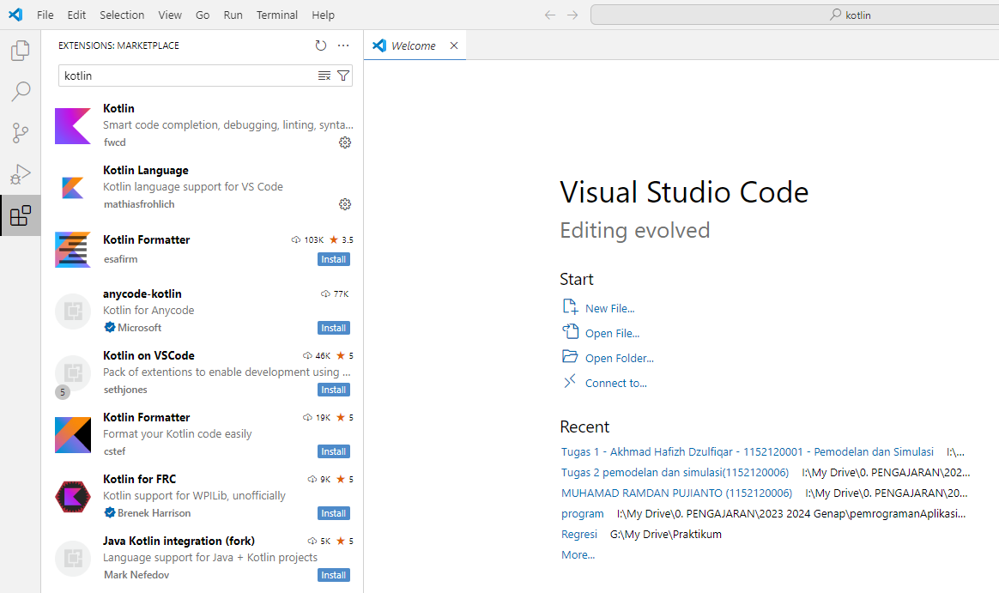 File Edit Selection View Go Run Terminal Help
kotlin
EXTENSIONS: MARKETPLACE
kotlin
Kotlin
Smart code completion, debugging, linting, synta...
fwcd
Kotlin Language
Kotlin language support for VS Code
mathiasfrohlich
Kotlin Formatter 103K 3.5
esafirm Install
anycode-kotlin 77K
Kotlin for Anycode
Microsoft Install
Kotlin on VSCode 46K 5
Pack of extentions to enable development using ...
5 sethjones Install
Kotlin Formatter 19K 5
Format your Kotlin code easily
cstef Install
Kotlin for FRC 9K 5
Kotlin support for WPILib, unofficially
Brenek Harrison Install
Java Kotlin integration (fork) 5K 5
Language support for Java + Kotlin projects
Mark Nefedov Install
Welcome
Visual Studio Code
Editing evolved
Start
New File...
Open File...
Open Folder...
Connect to...
Recent
Tugas 1 - Akhmad Hafizh Dzulfiqar - 1152120001 - Pemodelan dan Simulasi I:\...
Tugas 2 pemodelan dan simulasi(1152120006) I:\My Drive\0. PENGAJARAN\202...
MUHAMAD RAMDAN PUJIANTO (1152120006) I:\My Drive\0. PENGAJARAN\20...
program I:\My Drive\0. PENGAJARAN\2023 2024 Genap\pemrogramanAplikasi...
Regresi G:\My Drive\Praktikum
More...